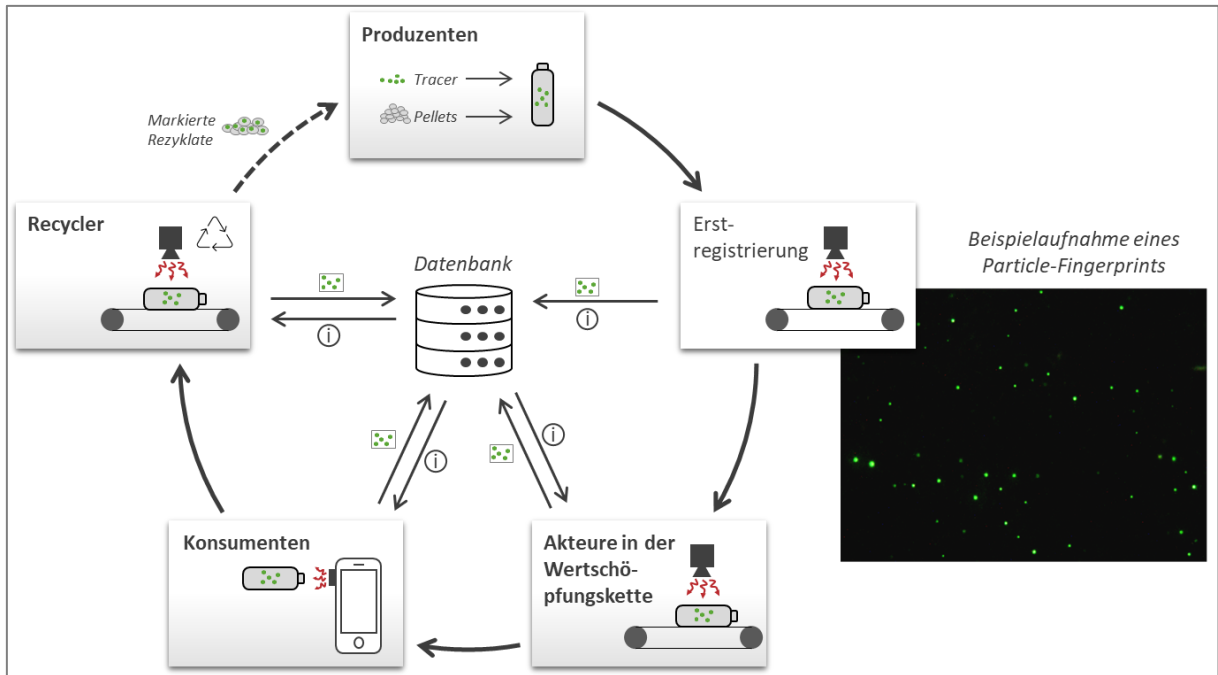 Produzenten
Tracer
Pellets
Markierte
Rezyklate
Recycler
Datenbank
Erst-
registrierung
Beispielaufnahme eines
Particle-Fingerprints
i
i
i
i
Konsumenten
Akteure in der
Wertschö-
pfungskette